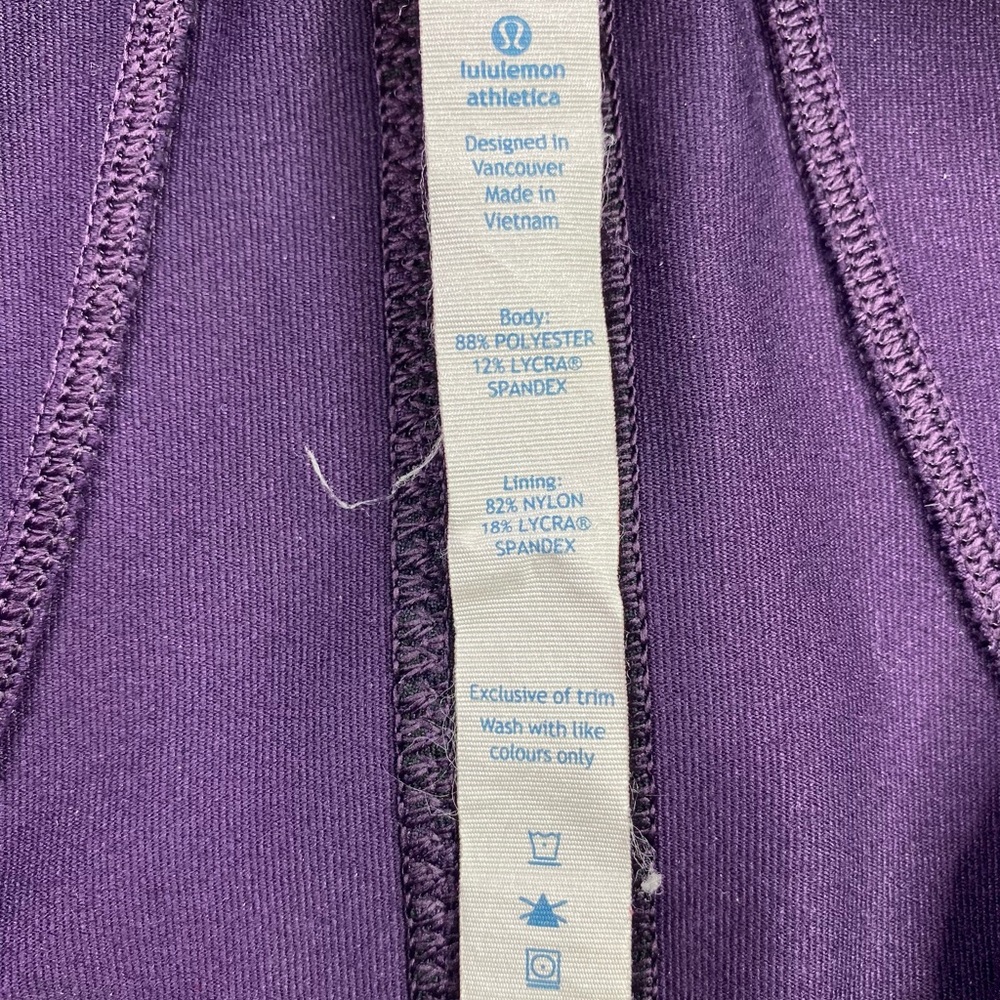 lululemon
athletica
Designed in
Vancouver
Made in
Vietnam
Body:
88% POLYESTER
12% LYCRA®
SPANDEX
Lining:
82% NYLON
18% LYCRA®
SPANDEX
Exclusive of trim
Wash with like
colours only